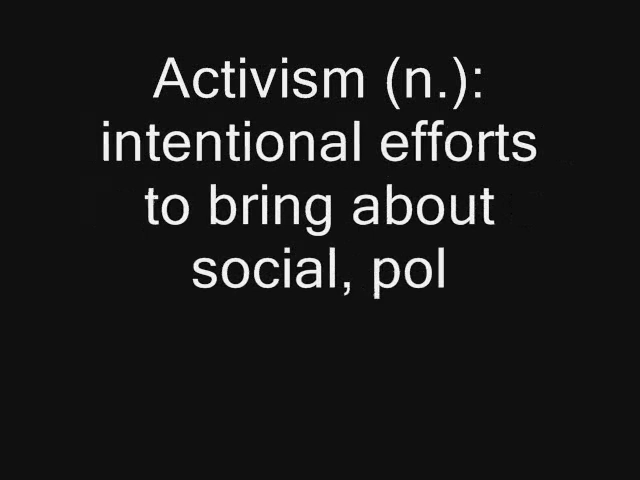 Activism (n.):
intentional efforts
to bring about
social, pol